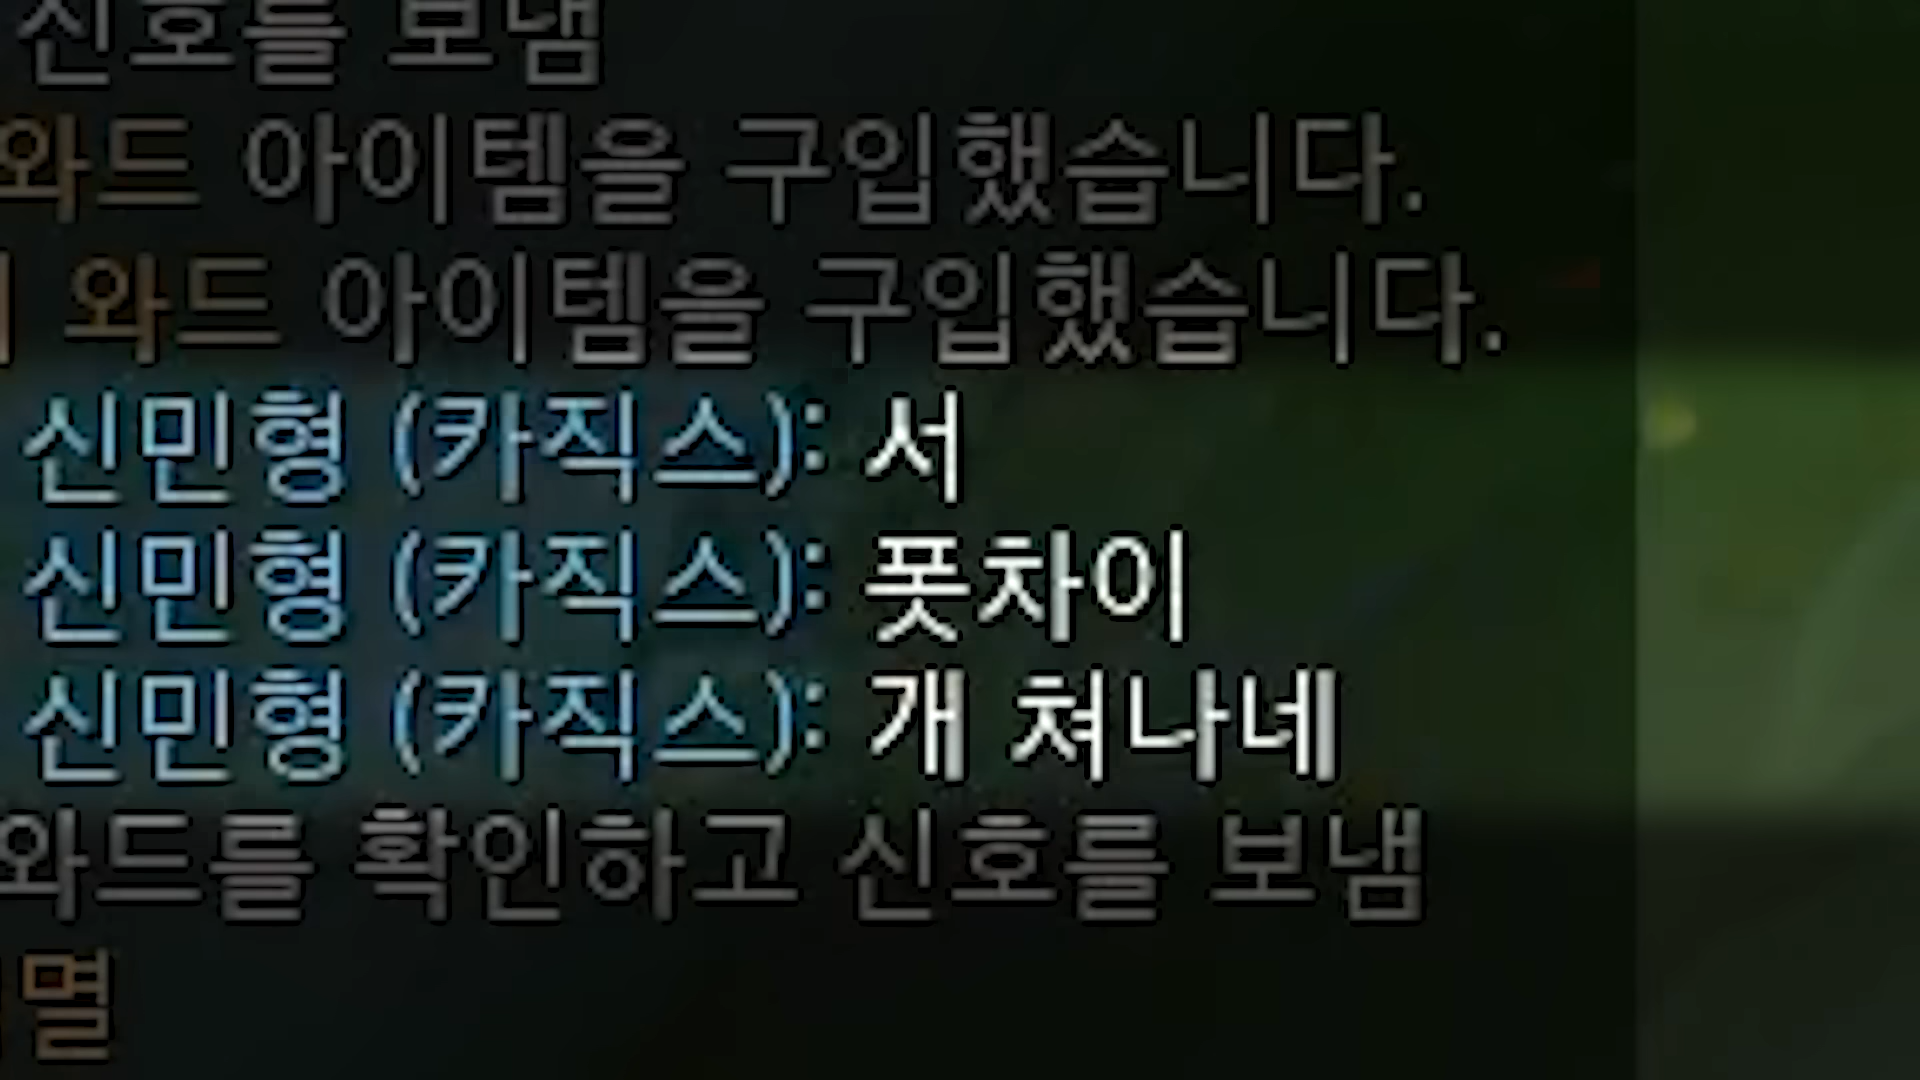 신호를 보냄
와드 아이템을 구입했습니다.
와드 아이템을 구입했습니다.
신민형 (카직스): 서
신민형 (카직스): 폿차이
신민형 (카직스): 개 쳐나네
와드를 확인하고 신호를 보냄
멸